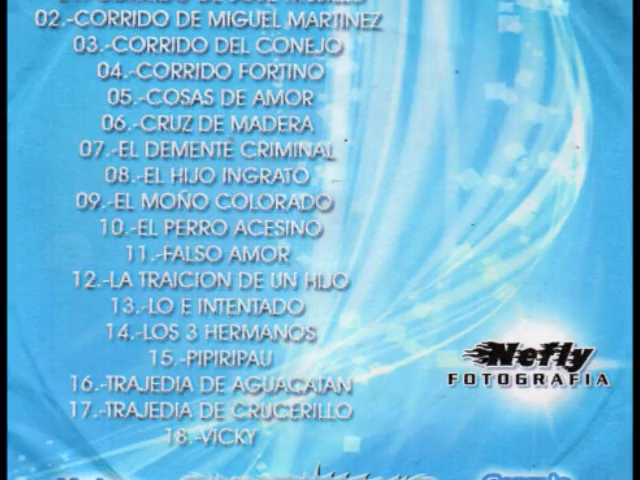 02.-CORRIDO DE MIGUEL MARTINEZ
03.-CORRIDO DEL CONEJO
04.-CORRIDO FORTINO
05.-COSAS DE AMOR
06.-CRUZ DE MADERA
07.-EL DEMENTE CRIMINAL
08.-EL HIJO INGRATO
09.-EL MOÑO COLORADO
10.-EL PERRO ACESINO
11.-FALSO AMOR
12.-LA TRAICION DE UN HIJO
13.-LO E INTENTADO
14.-LOS 3 HERMANOS
15.-PIPIRIPAU
16.-TRAJEDIA DE AGUACATAN
17.-TRAJEDIA DE CRUCERILLO
18.-VICKY
Nefly
FOTOGRAFIA